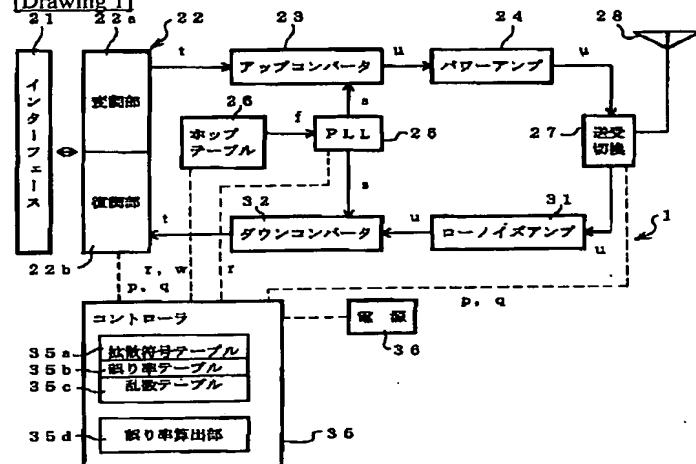 [Drawing 1]
21
22a
22
23
24
28
t
u
u
インターフェース
変調部
アップコンバータ
パワーアンプ
26
s
ホップ
テーブル
f
PLL
25
27
送受
切換
復調部
32
s
31
t
ダウンコンバータ
u
ローノイズアンプ
u
1
22b
r, w
r
p, q
p, q
コントローラ
電源
36
35a
拡散符号テーブル
35b
誤り率テーブル
35c
乱数テーブル
35d
誤り率算出部
35